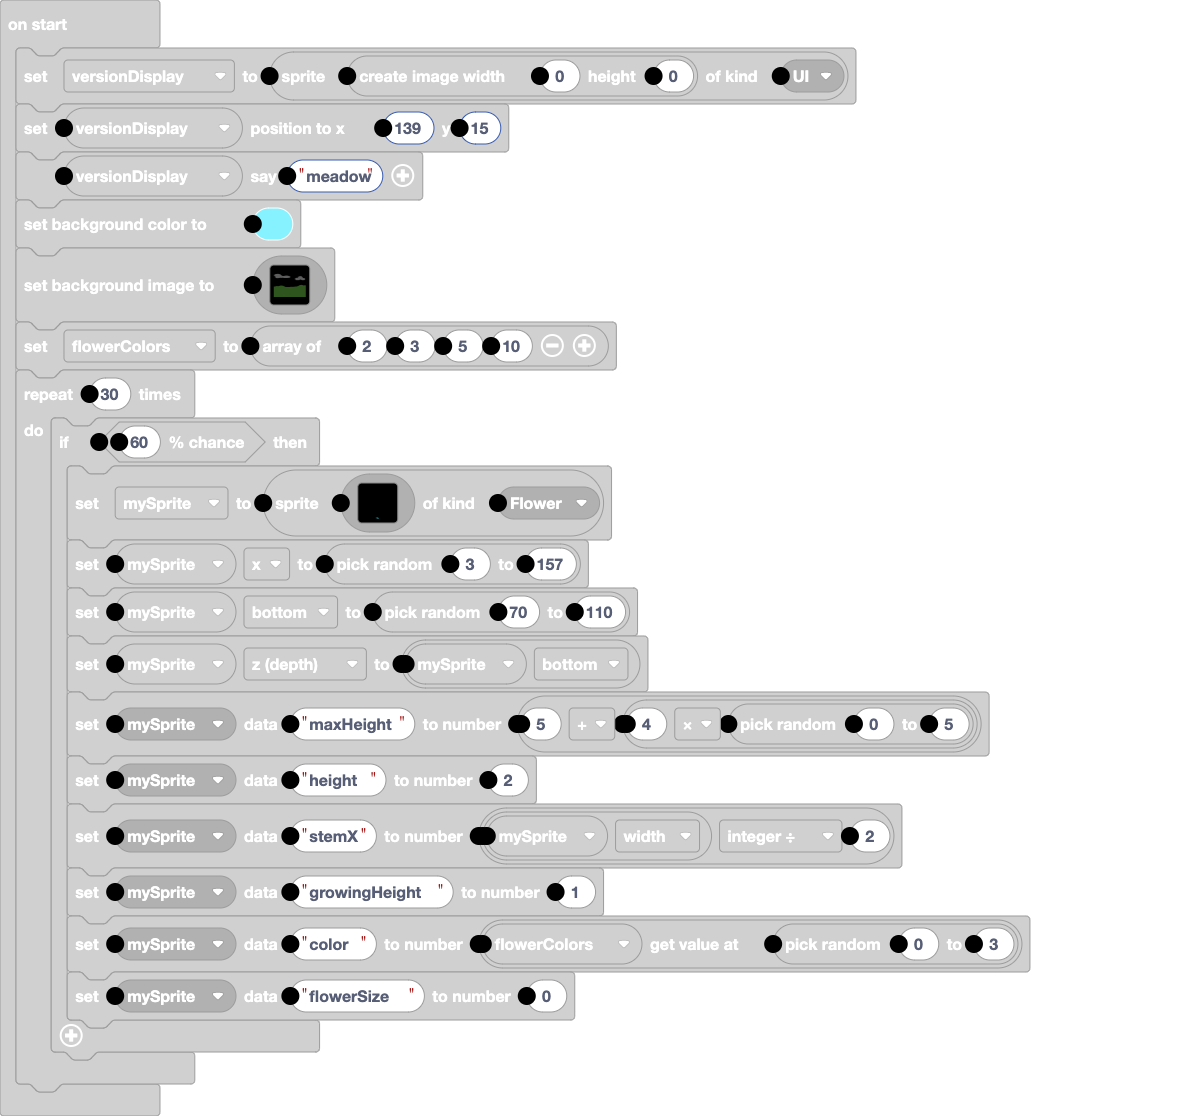 on start
set versionDisplay to sprite create image width 0 height 0 of kind UI
set versionDisplay position to x 139 y 15
versionDisplay say "meadow"
set background color to
set background image to
set flowerColors to array of 2 3 5 10
repeat 30 times
do
if 60 % chance then
set mySprite to sprite of kind Flower
set mySprite x to pick random 3 to 157
set mySprite bottom to pick random 70 to 110
set mySprite z (depth) to mySprite bottom
set mySprite data "maxHeight" to number 5 + 4 × pick random 0 to 5
set mySprite data "height" to number 2
set mySprite data "stemX" to number mySprite width integer ÷ 2
set mySprite data "growingHeight" to number 1
set mySprite data "color" to number flowerColors get value at pick random 0 to 3
set mySprite data "flowerSize" to number 0